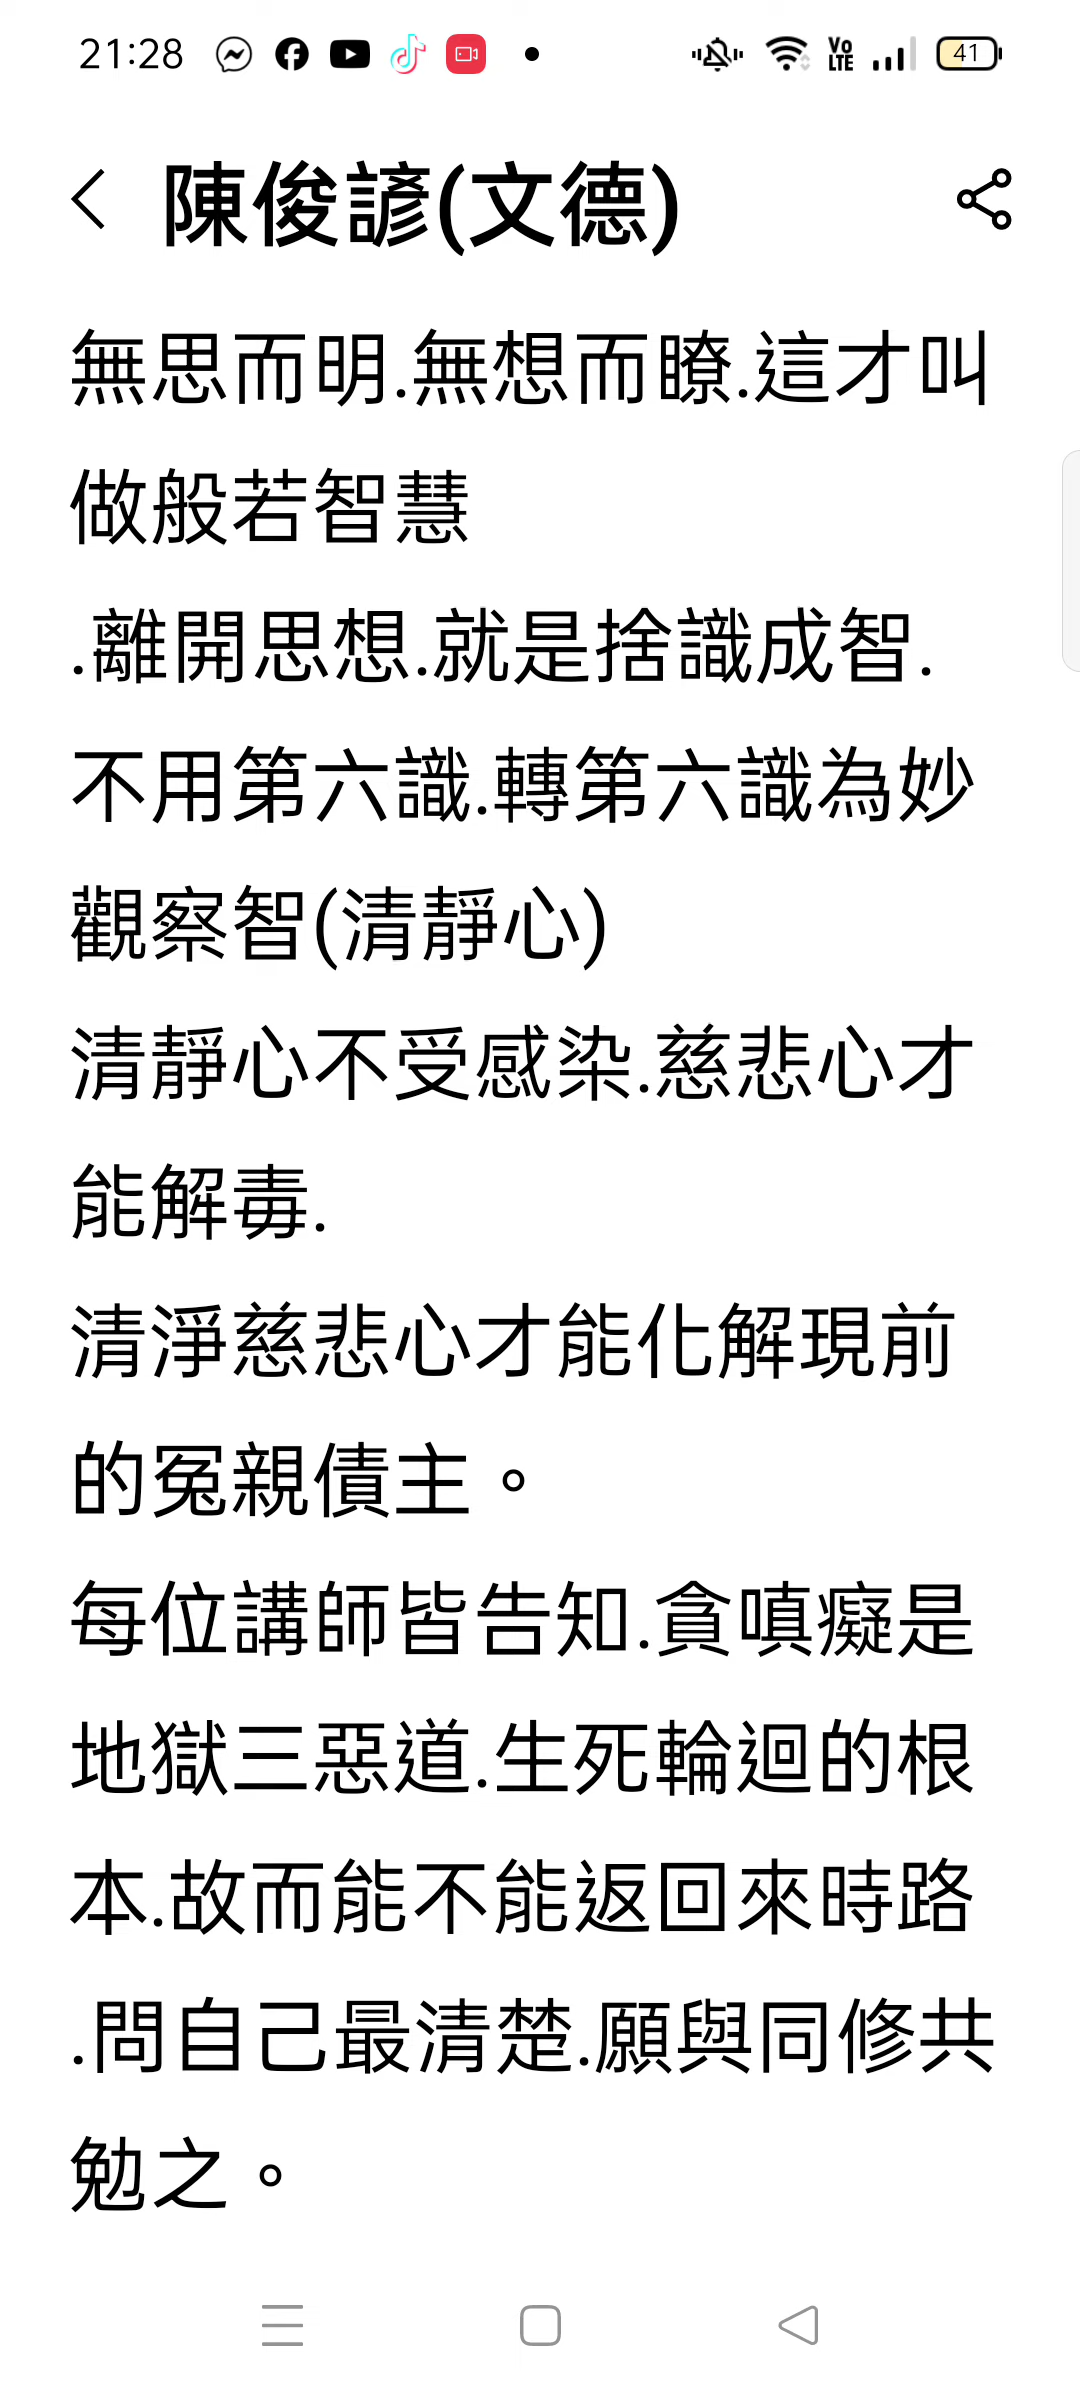 21:28
VoLTE
41
陳俊諺(文德)
無思而明.無想而瞭.這才叫
做般若智慧
.離開思想.就是捨識成智.
不用第六識.轉第六識為妙
觀察智(清靜心)
清靜心不受感染.慈悲心才
能解毒.
清淨慈悲心才能化解現前
的冤親債主。
每位講師皆告知.貪嗔癡是
地獄三惡道.生死輪迴的根
本.故而能不能返回來時路
.問自己最清楚.願與同修共
勉之。